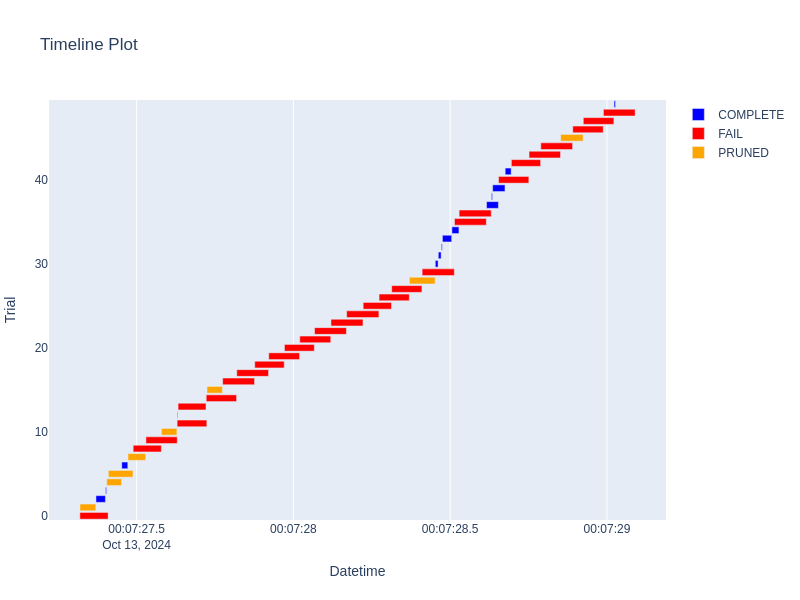 Timeline Plot
COMPLETE
FAIL
PRUNED
40
30
20
10
0
Trial
00:07:27.5
Oct 13, 2024
00:07:28
00:07:28.5
00:07:29
Datetime